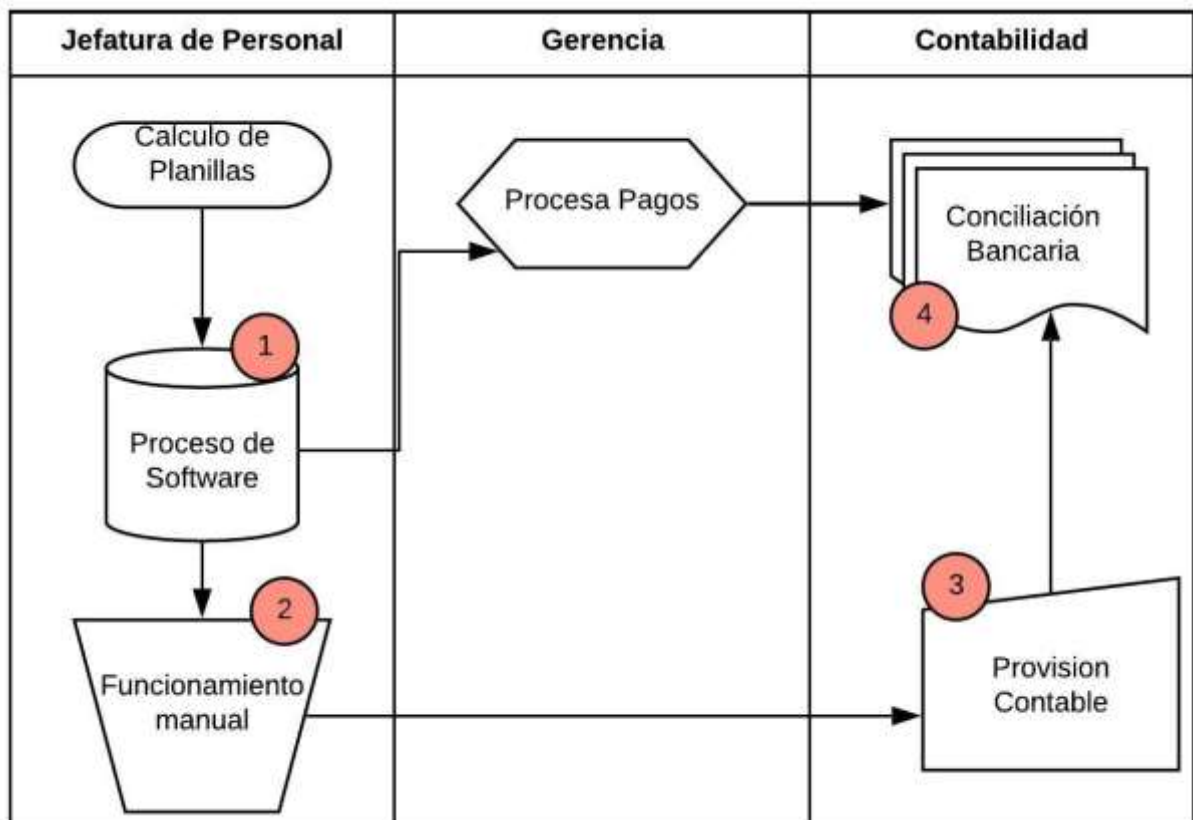 Jefatura de Personal
Gerencia
Contabilidad
Calculo de
Planillas
Procesa Pagos
Conciliación
Bancaria
4
1
Proceso de
Software
2
Funcionamiento
manual
3
Provision
Contable